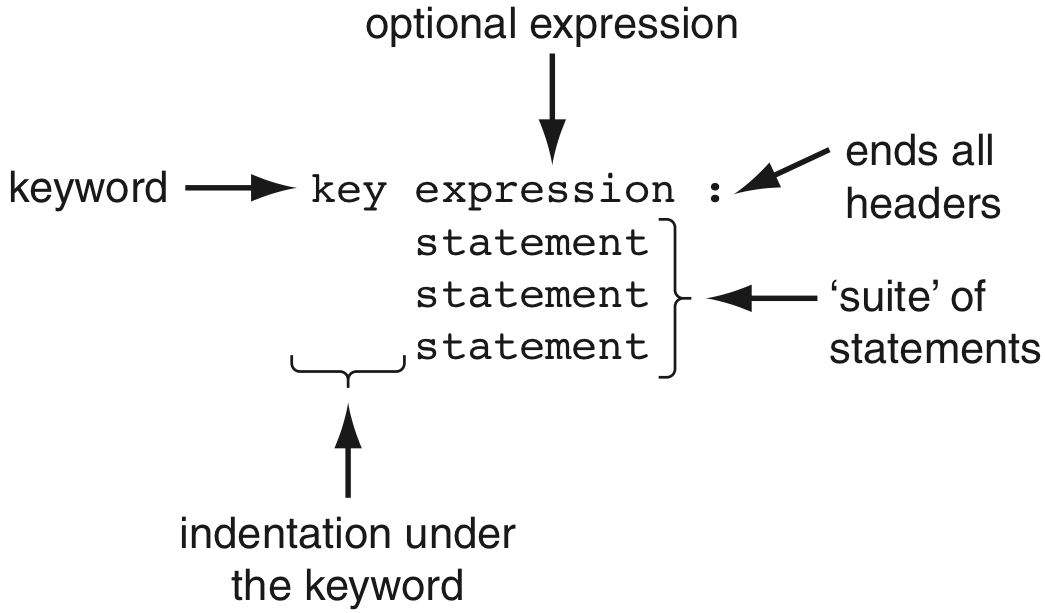 optional expression
keyword
key expression :
ends all
headers
statement
statement
statement
‘suite’ of
statements
indentation under
the keyword